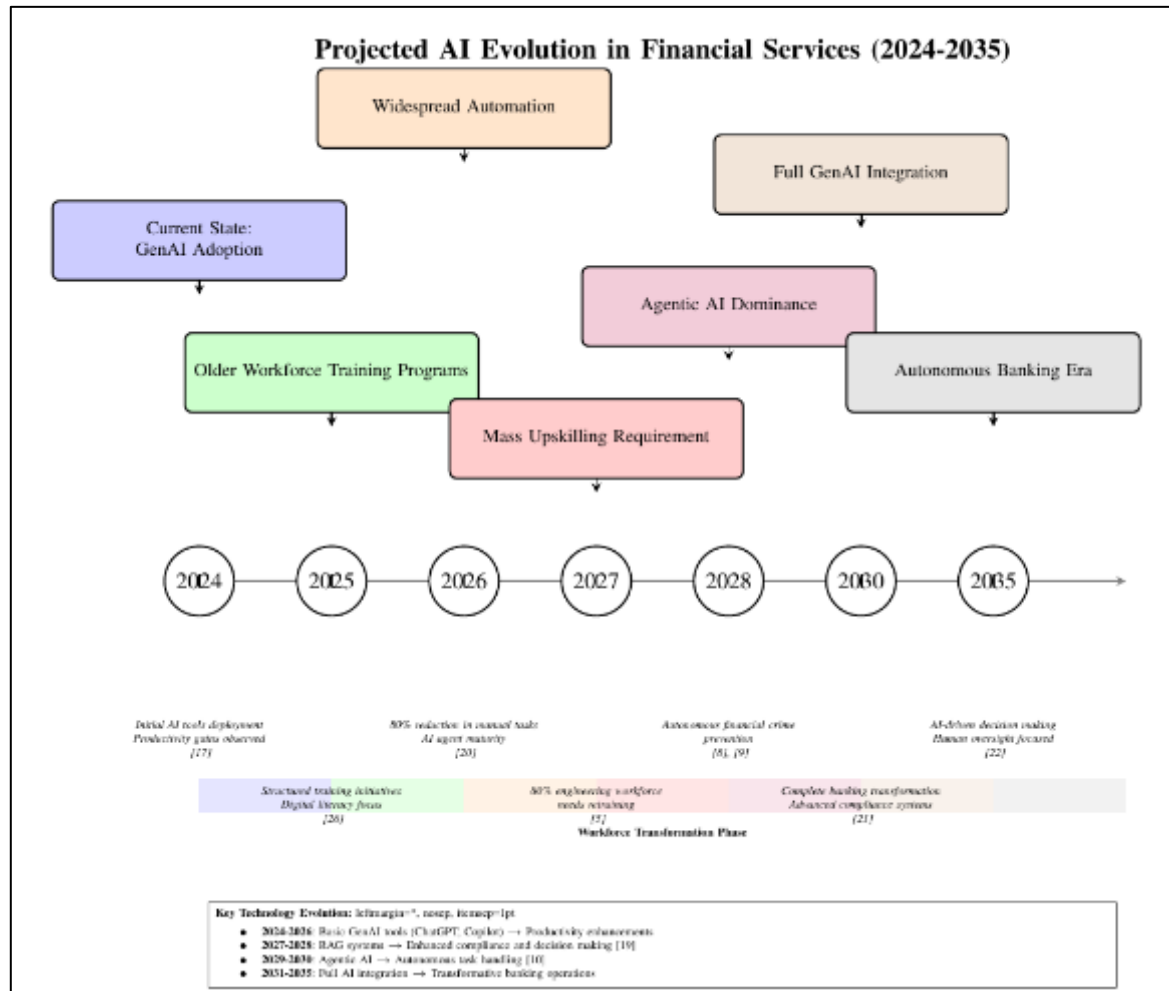 Projected AI Evolution in Financial Services (2024-2035)
Widespread Automation
Full GenAI Integration
Current State:
GenAI Adoption
Agentic AI Dominance
Older Workforce Training Programs
Autonomous Banking Era
Mass Upskilling Requirement
2024
2025
2026
2027
2028
2030
2035
Initial AI tools deployment
Productivity gains observed
[17]
80% reduction in manual tasks
AI agent maturity
[20]
Autonomous financial crime
prevention
[8], [9]
AI-driven decision making
Human oversight focused
[22]
Structured training initiatives
Digital literacy focus
[26]
80% engineering workforce
needs retraining
[5]
Complete banking transformation
Advanced compliance systems
[21]
Workforce Transformation Phase
Key Technology Evolution: leftmargin=*, nosep, itemsep=1pt
• 2024-2026: Basic GenAI tools (ChatGPT, Copilot) → Productivity enhancements
• 2027-2028: RAG systems → Enhanced compliance and decision making [19]
• 2029-2030: Agentic AI → Autonomous task handling [10]
• 2031-2035: Full AI integration → Transformative banking operations